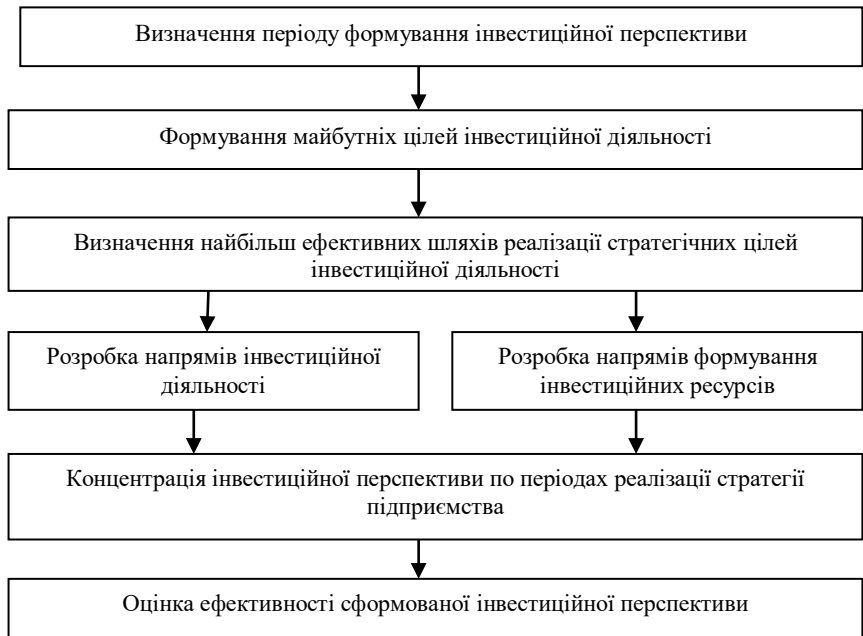 Визначення періоду формування інвестиційної перспективи
Формування майбутніх цілей інвестиційної діяльності
Визначення найбільш ефективних шляхів реалізації стратегічних цілей
інвестиційної діяльності
Розробка напрямів інвестиційної
діяльності
Розробка напрямів формування
інвестиційних ресурсів
Концентрація інвестиційної перспективи по періодах реалізації стратегії
підприємства
Оцінка ефективності сформованої інвестиційної перспективи